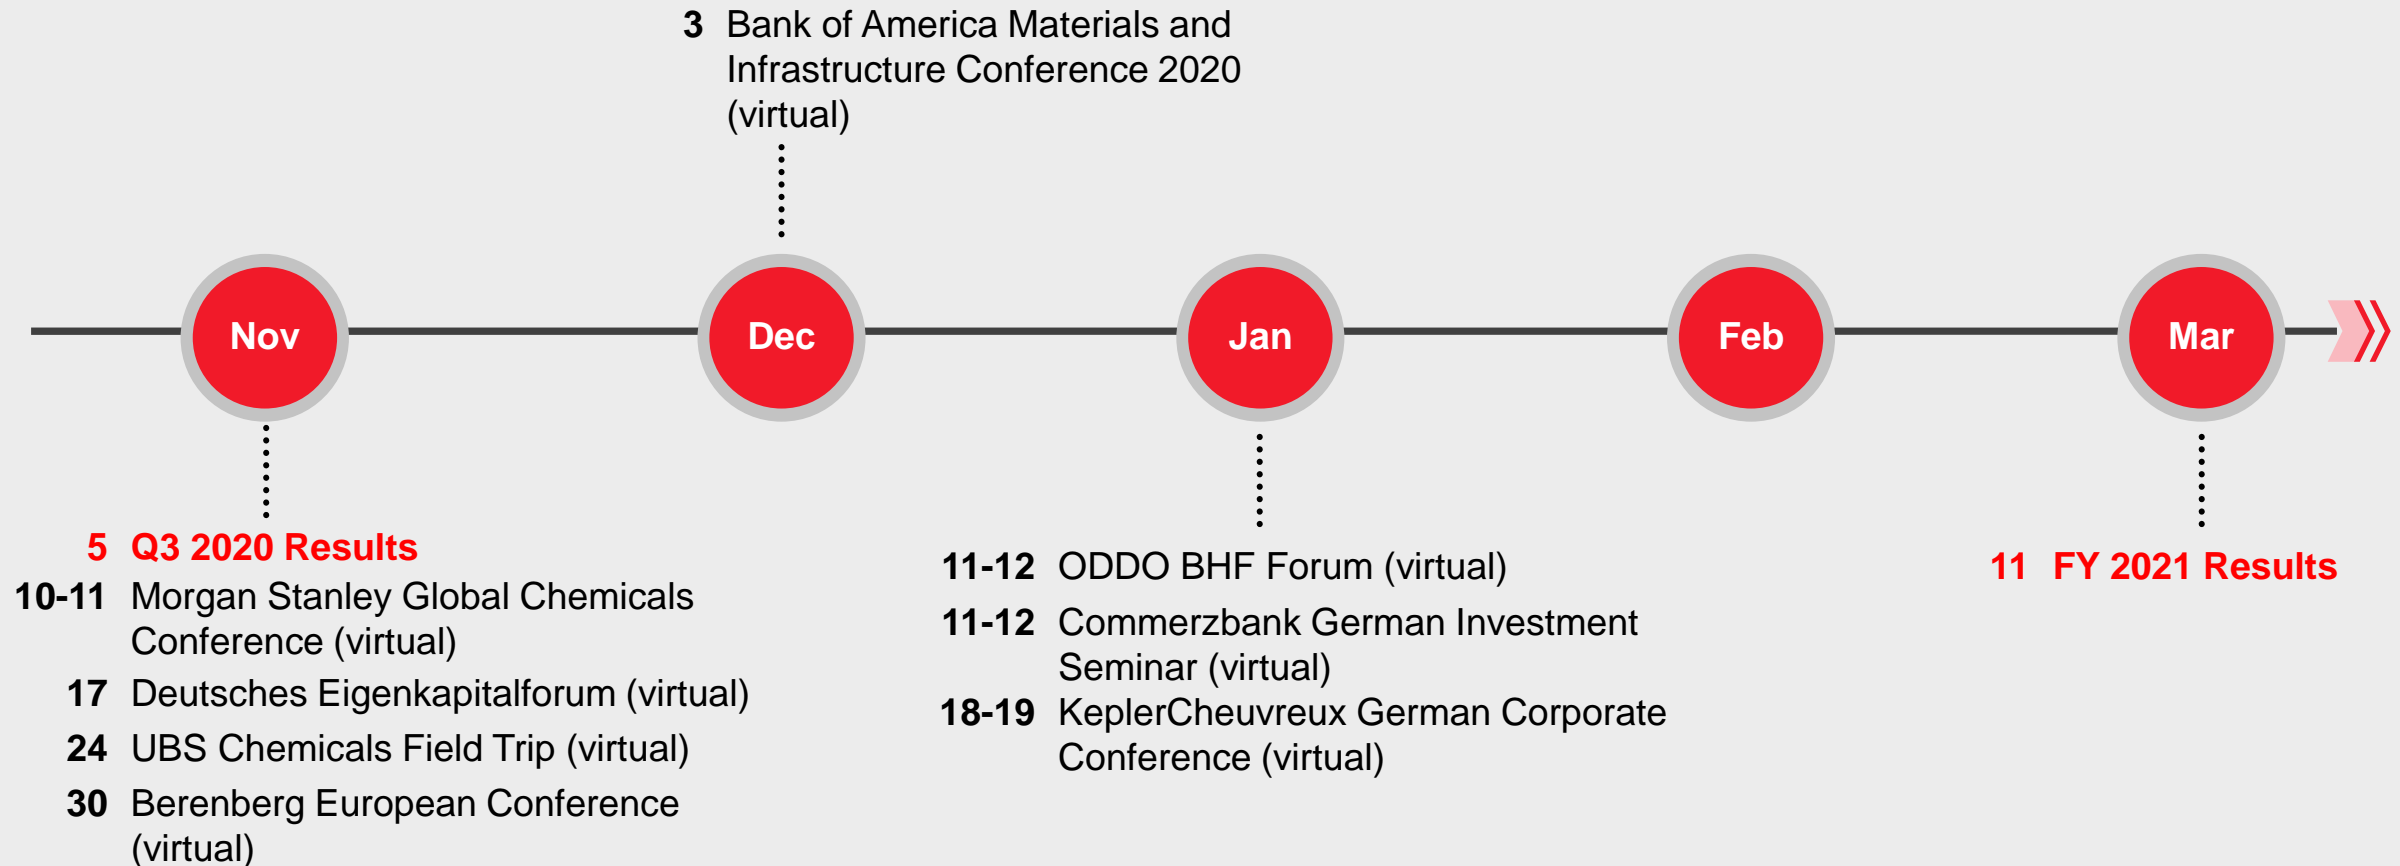 3 Bank of America Materials and
Infrastructure Conference 2020
(virtual)
Nov
Dec
Jan
Feb
Mar
5 Q3 2020 Results
10-11 Morgan Stanley Global Chemicals
Conference (virtual)
17 Deutsches Eigenkapitalforum (virtual)
24 UBS Chemicals Field Trip (virtual)
30 Berenberg European Conference
(virtual)
11-12 ODDO BHF Forum (virtual)
11-12 Commerzbank German Investment
Seminar (virtual)
18-19 KeplerCheuvreux German Corporate
Conference (virtual)
11 FY 2021 Results